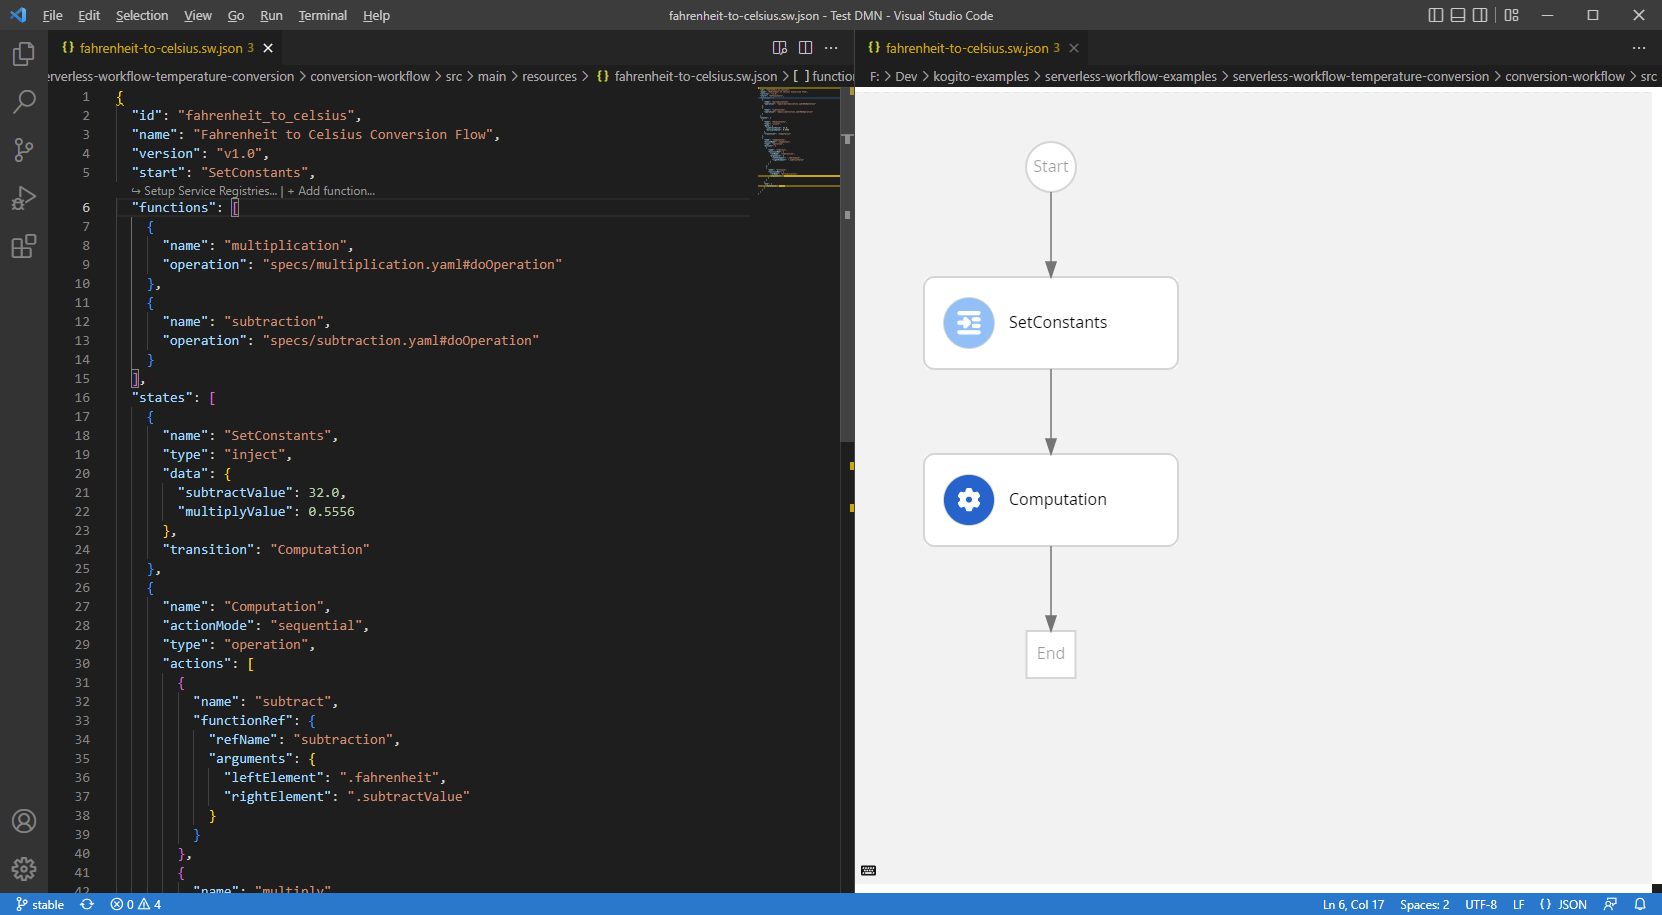 File Edit Selection View Go Run Terminal Help
fahrenheit-to-celsius.sw.json - Test DMN - Visual Studio Code
{} fahrenheit-to-celsius.sw.json 3
erverless-workflow-temperature-conversion > conversion-workflow > src > main > resources > {} fahrenheit-to-celsius.sw.json > [ ] functior
1 {
2 "id": "fahrenheit_to_celsius",
3 "name": "Fahrenheit to Celsius Conversion Flow",
4 "version": "v1.0",
5 "start": "SetConstants",
↪ Setup Service Registries... | + Add function...
6 "functions": [
7 {
8 "name": "multiplication",
9 "operation": "specs/multiplication.yaml#doOperation"
10 },
11 {
12 "name": "subtraction",
13 "operation": "specs/subtraction.yaml#doOperation"
14 }
15 ],
16 "states": [
17 {
18 "name": "SetConstants",
19 "type": "inject",
20 "data": {
21 "subtractValue": 32.0,
22 "multiplyValue": 0.5556
23 },
24 "transition": "Computation"
25 },
26 {
27 "name": "Computation",
28 "actionMode": "sequential",
29 "type": "operation",
30 "actions": [
31 {
32 "name": "subtract",
33 "functionRef": {
34 "refName": "subtraction",
35 "arguments": {
36 "leftElement": ".fahrenheit",
37 "rightElement": ".subtractValue"
38 }
39 }
40 },
41 {
42 "name": "multiply"
{} fahrenheit-to-celsius.sw.json 3
F: > Dev > kogito-examples > serverless-workflow-examples > serverless-workflow-temperature-conversion > conversion-workflow > src
Start
SetConstants
Computation
End
stable 0 4
Ln 6, Col 17 Spaces: 2 UTF-8 LF {} JSON